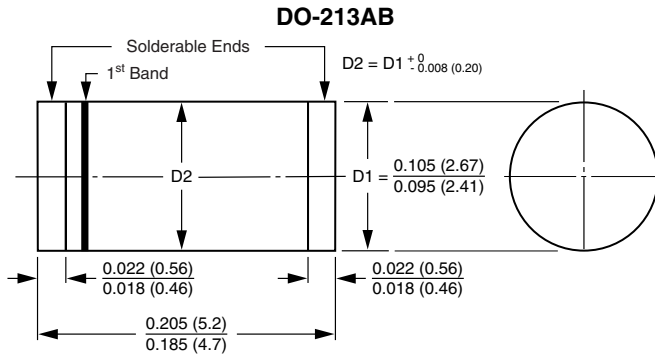 DO-213AB
Solderable Ends
D2 = D1 + 0 - 0.008 (0.20)
1st Band
D2
D1 = 0.105 (2.67)
0.095 (2.41)
0.022 (0.56)
0.018 (0.46)
0.022 (0.56)
0.018 (0.46)
0.205 (5.2)
0.185 (4.7)